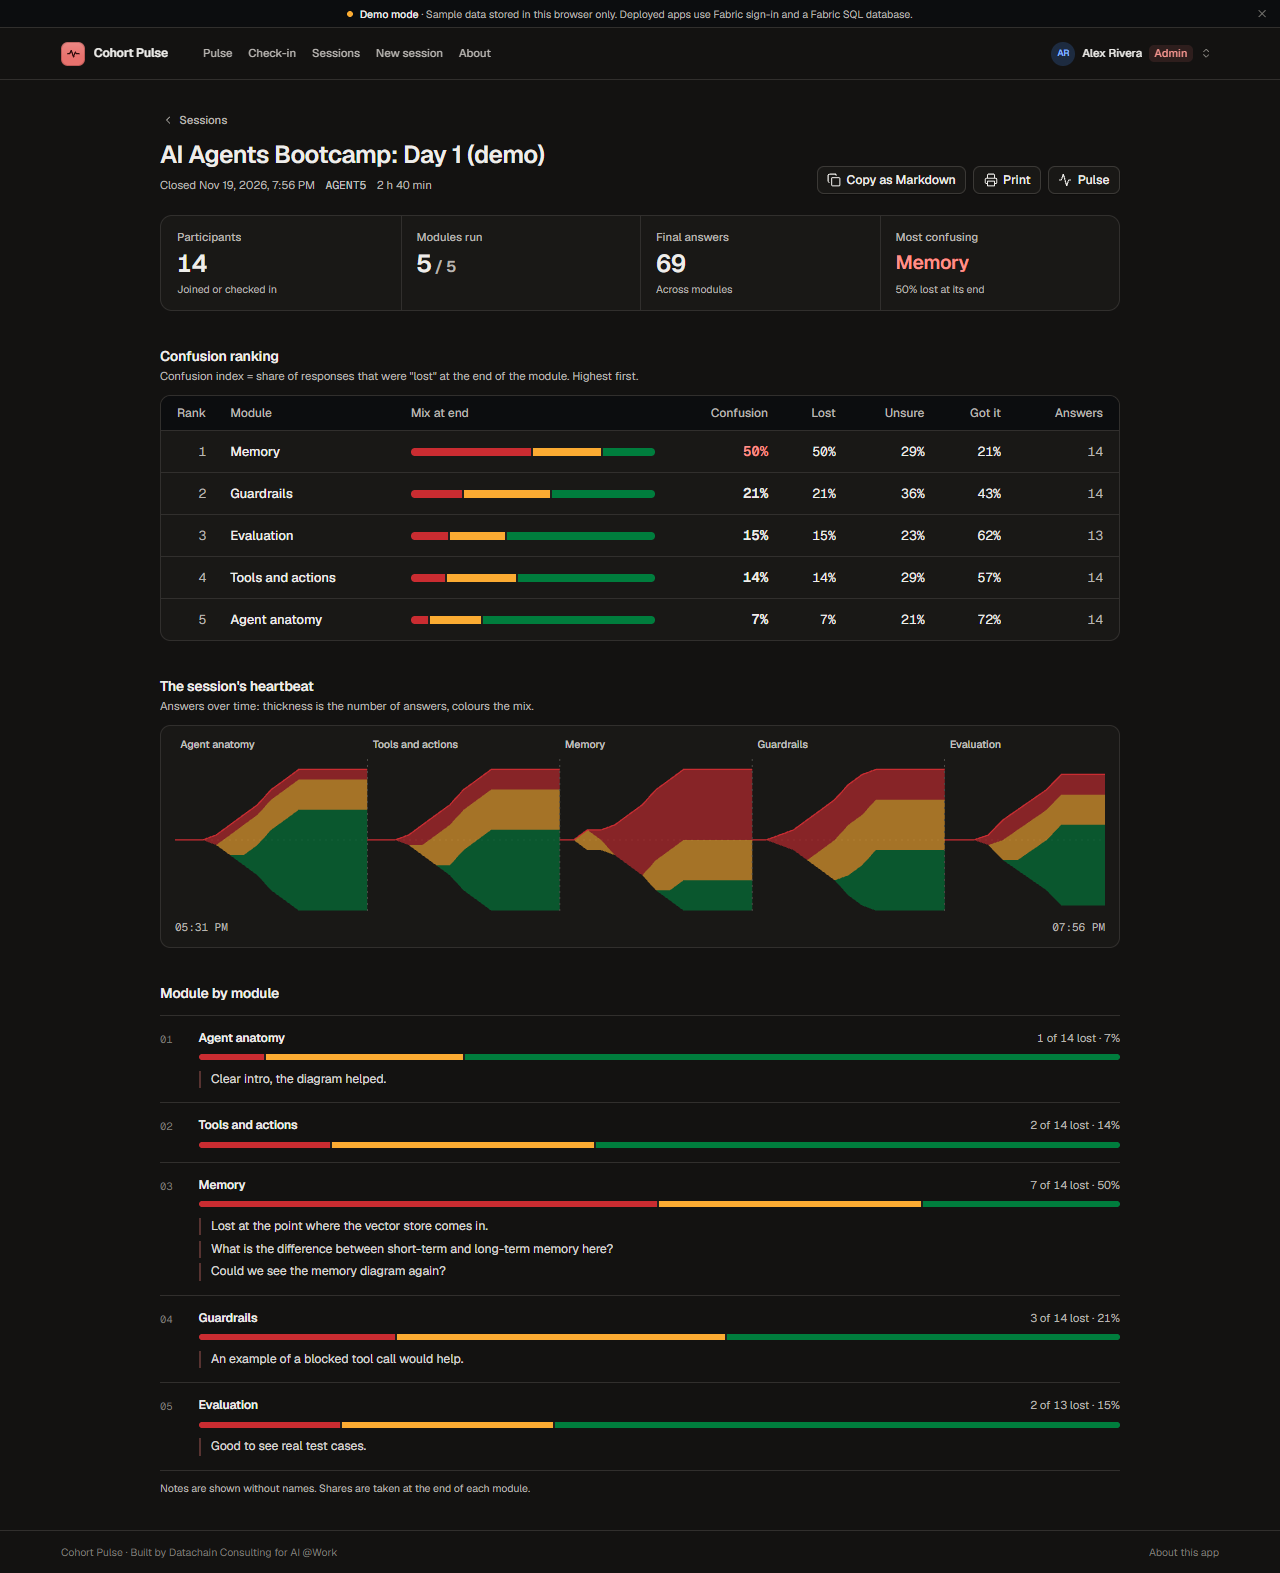 Demo mode · Sample data stored in this browser only. Deployed apps use Fabric sign-in and a Fabric SQL database.
Cohort Pulse
Pulse
Check-in
Sessions
New session
About
AR
Alex Rivera
Admin
Sessions
AI Agents Bootcamp: Day 1 (demo)
Closed Nov 19, 2026, 7:56 PM AGENT5 2 h 40 min
Copy as Markdown
Print
Pulse
Participants
14
Joined or checked in
Modules run
5 / 5
Final answers
69
Across modules
Most confusing
Memory
50% lost at its end
Confusion ranking
Confusion index = share of responses that were "lost" at the end of the module. Highest first.
Rank Module Mix at end Confusion Lost Unsure Got it Answers
1 Memory 50% 50% 29% 21% 14
2 Guardrails 21% 21% 36% 43% 14
3 Evaluation 15% 15% 23% 62% 13
4 Tools and actions 14% 14% 29% 57% 14
5 Agent anatomy 7% 7% 21% 72% 14
The session's heartbeat
Answers over time: thickness is the number of answers, colours the mix.
Agent anatomy Tools and actions Memory Guardrails Evaluation
05:31 PM 07:56 PM
Module by module
01 Agent anatomy 1 of 14 lost · 7%
Clear intro, the diagram helped.
02 Tools and actions 2 of 14 lost · 14%
03 Memory 7 of 14 lost · 50%
Lost at the point where the vector store comes in.
What is the difference between short-term and long-term memory here?
Could we see the memory diagram again?
04 Guardrails 3 of 14 lost · 21%
An example of a blocked tool call would help.
05 Evaluation 2 of 13 lost · 15%
Good to see real test cases.
Notes are shown without names. Shares are taken at the end of each module.
Cohort Pulse · Built by Datachain Consulting for AI @Work
About this app